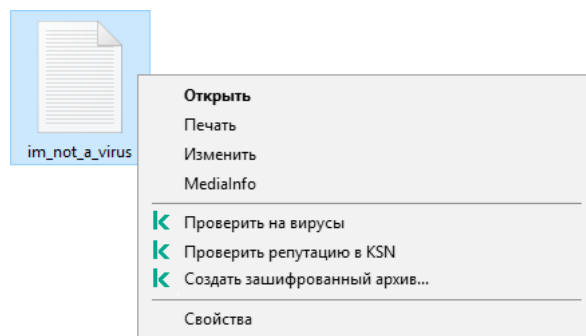 im_not_a_virus
Открыть
Печать
Изменить
MediaInfo
Проверить на вирусы
Проверить репутацию в KSN
Создать зашифрованный архив...
Свойства